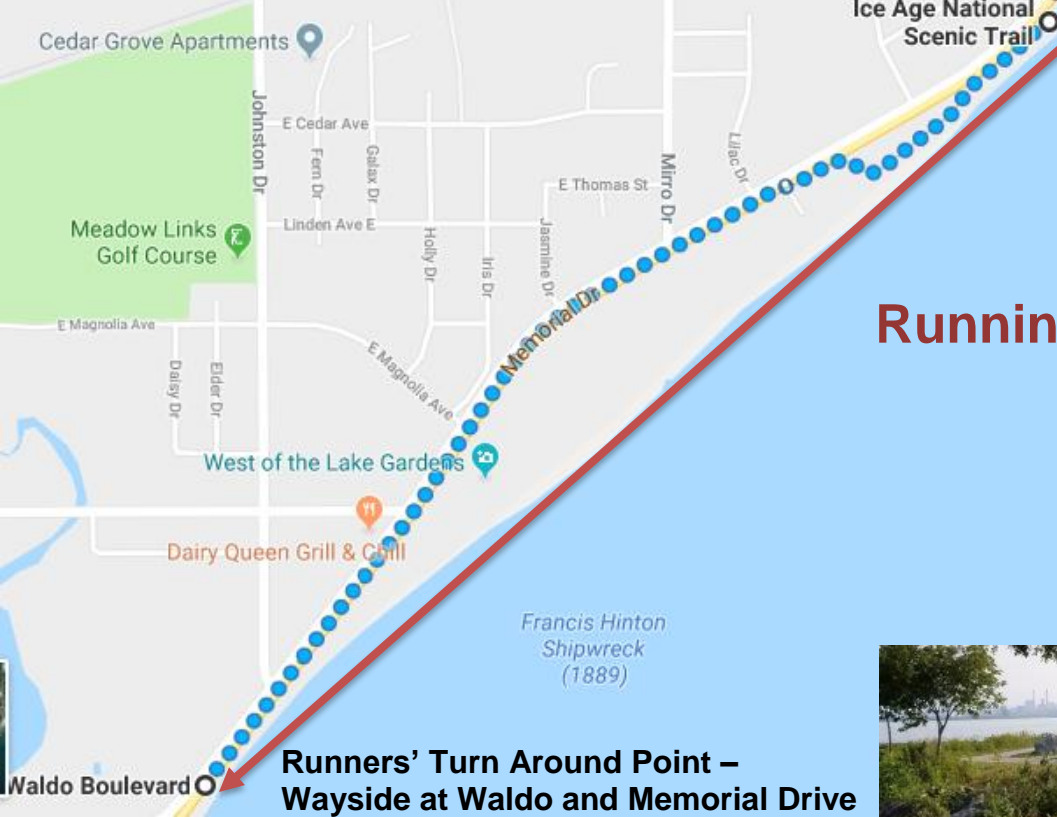 Ice Age National
Scenic Trail
Cedar Grove Apartments
Johnston Dr
E Cedar Ave
Fern Dr
Galax Dr
Lilac Dr
Mirro Dr
E Thomas St
Meadow Links
Golf Course
Linden Ave E
Holly Dr
Iris Dr
Jasmine Dr
Memorial Dr
Runnin
E Magnolia Ave
Daisy Dr
Elder Dr
E Magnolia Ave
West of the Lake Gardens
Dairy Queen Grill & Chill
Francis Hinton
Shipwreck
(1889)
Waldo Boulevard
Runners’ Turn Around Point –
Wayside at Waldo and Memorial Drive